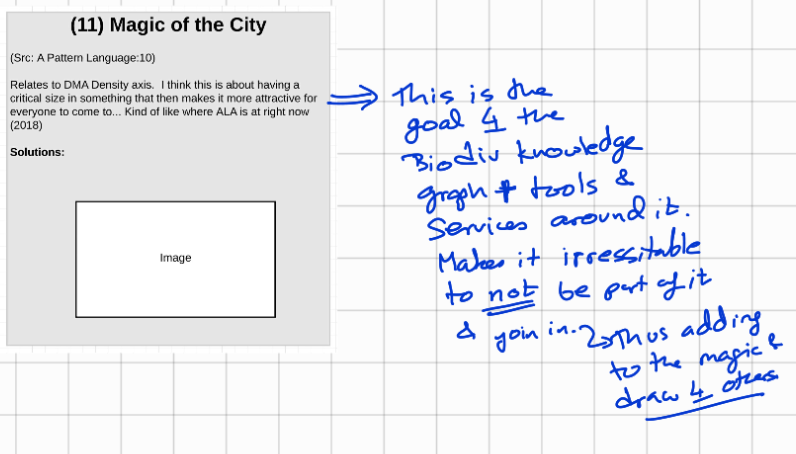 (11) Magic of the City
(Src: A Pattern Language:10)
Relates to DMA Density axis. I think this is about having a
critical size in something that then makes it more attractive for
everyone to come to... Kind of like where ALA is at right now
(2018)
Solutions:
Image
This is the
goal 4 the
Biodiv knowledge
graph + tools &
Services around it.
Makes it irressitable
to not be part of it
& join in.
Thus adding
to the magic &
draw 4 others